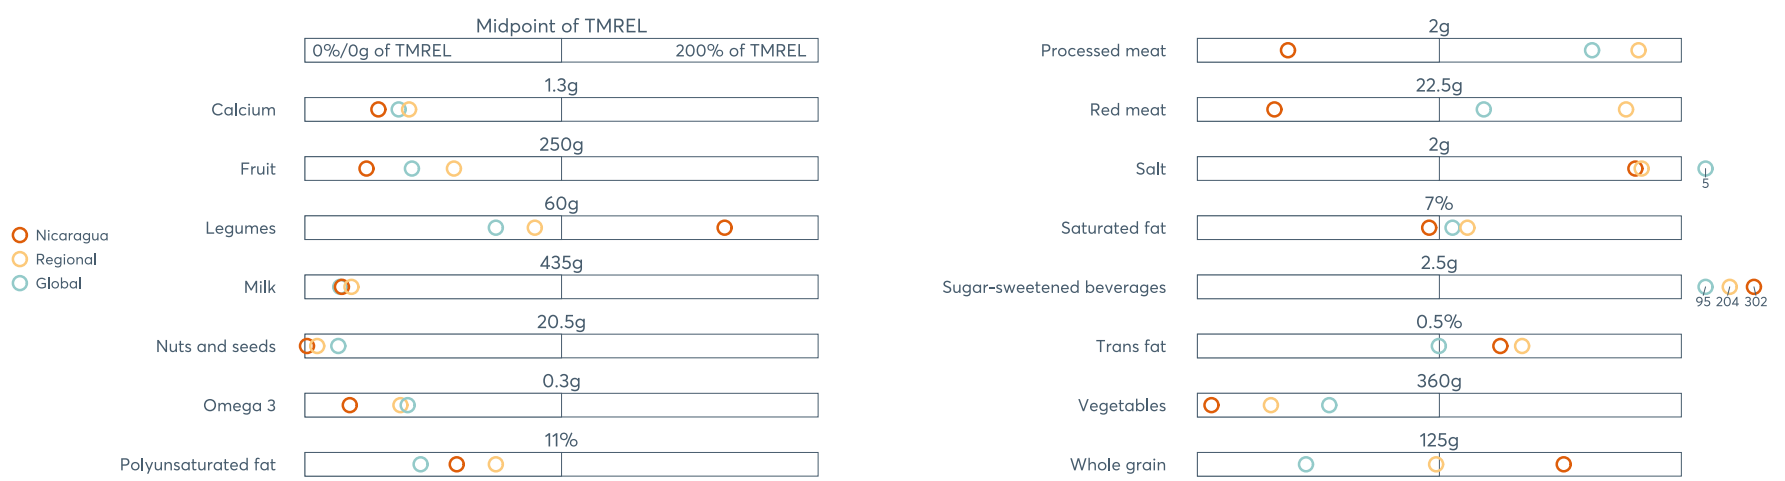 Midpoint of TMREL
0%/0g of TMREL 200% of TMREL
Calcium 1.3g
Fruit 250g
Legumes 60g
Milk 435g
Nuts and seeds 20.5g
Omega 3 0.3g
Polyunsaturated fat 11%
Nicaragua
Regional
Global
Processed meat 2g
Red meat 22.5g
Salt 2g
5
Saturated fat 7%
Sugar-sweetened beverages 2.5g
95 204 302
Trans fat 0.5%
Vegetables 360g
Whole grain 125g